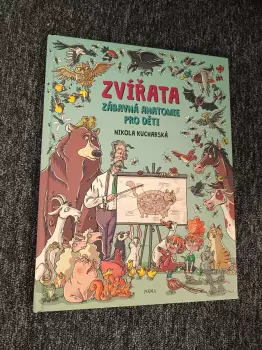 ZVÍŘATA
ZÁBAVNÁ ANATOMIE
PRO DĚTI
NIKOLA KUCHARSKÁ